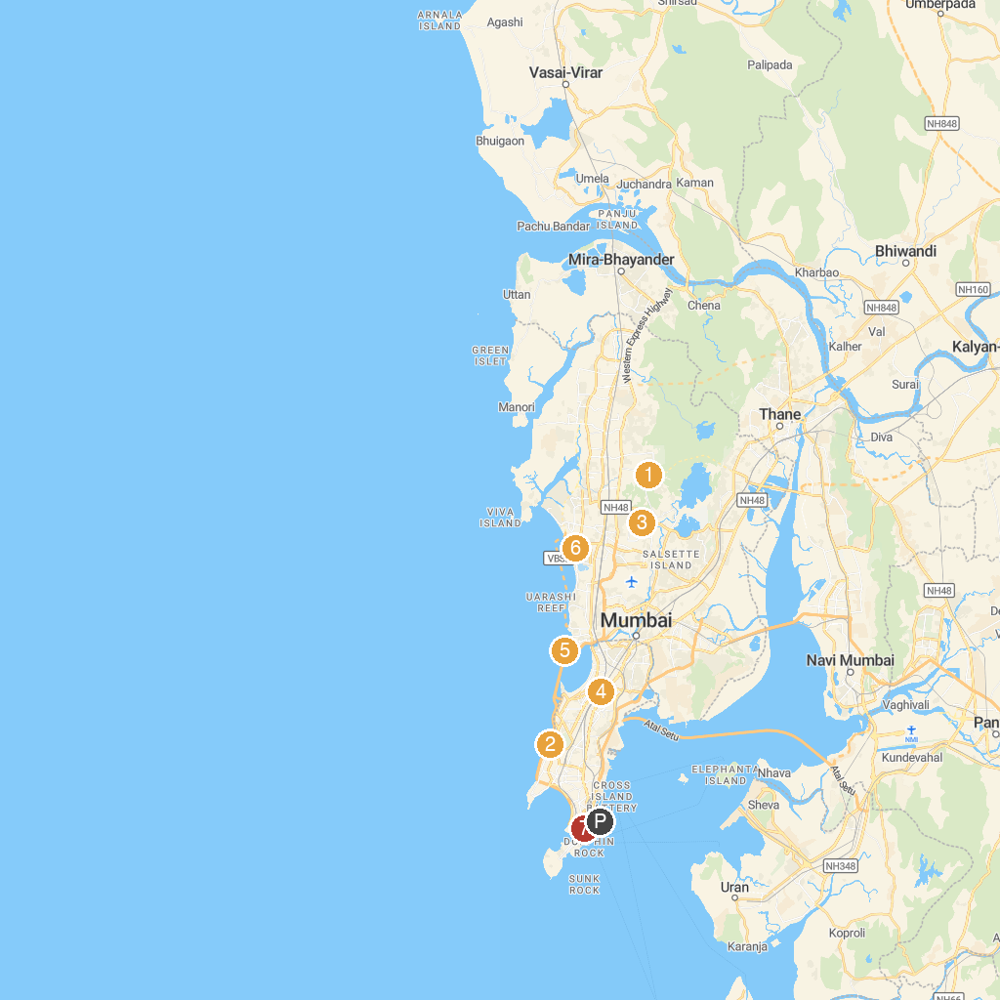 ARNALA
ISLAND
Agashi
Shirsad
Umberpada
Vasai-Virar
Palipada
NH848
Bhuigaon
Umela
Juchandra
Kaman
PANJU
ISLAND
Pachu Bandar
Mira-Bhayander
Bhiwandi
Kharbao
Uttan
NH160
Chena
NH848
Val
Western Express Highway
GREEN
ISLET
Kalher
Kalyan-
Surai
Manori
Thane
Diva
1
NH48
NH48
VIVA
ISLAND
3
6
SALSETTE
ISLAND
UARASHI
REEF
NH48
Mumbai
5
Navi Mumbai
4
Vaghivali
Atal Setu
Pan
NMI
2
Kundevahal
ELEPHANTA
ISLAND
Nhava
Atal Setu
CROSS
ISLAND
BATTERY
Sheva
7
P
ROCK
NH348
SUNK
ROCK
Uran
Koproli
Karanja
NH66